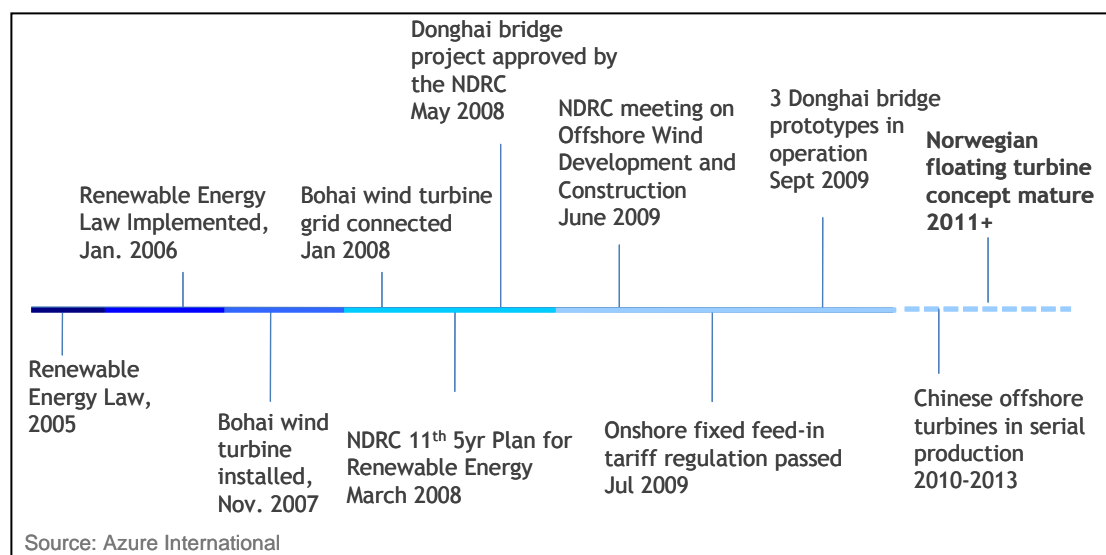 Donghai bridge
project approved by
the NDRC
May 2008
NDRC meeting on
Offshore Wind
Development and
Construction
June 2009
3 Donghai bridge
prototypes in
operation
Sept 2009
Norwegian
floating turbine
concept mature
2011+
Renewable Energy
Law Implemented,
Jan. 2006
Bohai wind turbine
grid connected
Jan 2008
Renewable
Energy Law,
2005
Bohai wind
turbine
installed,
Nov. 2007
NDRC 11th 5yr Plan for
Renewable Energy
March 2008
Onshore fixed feed-in
tariff regulation passed
Jul 2009
Chinese offshore
turbines in serial
production
2010-2013
Source: Azure International